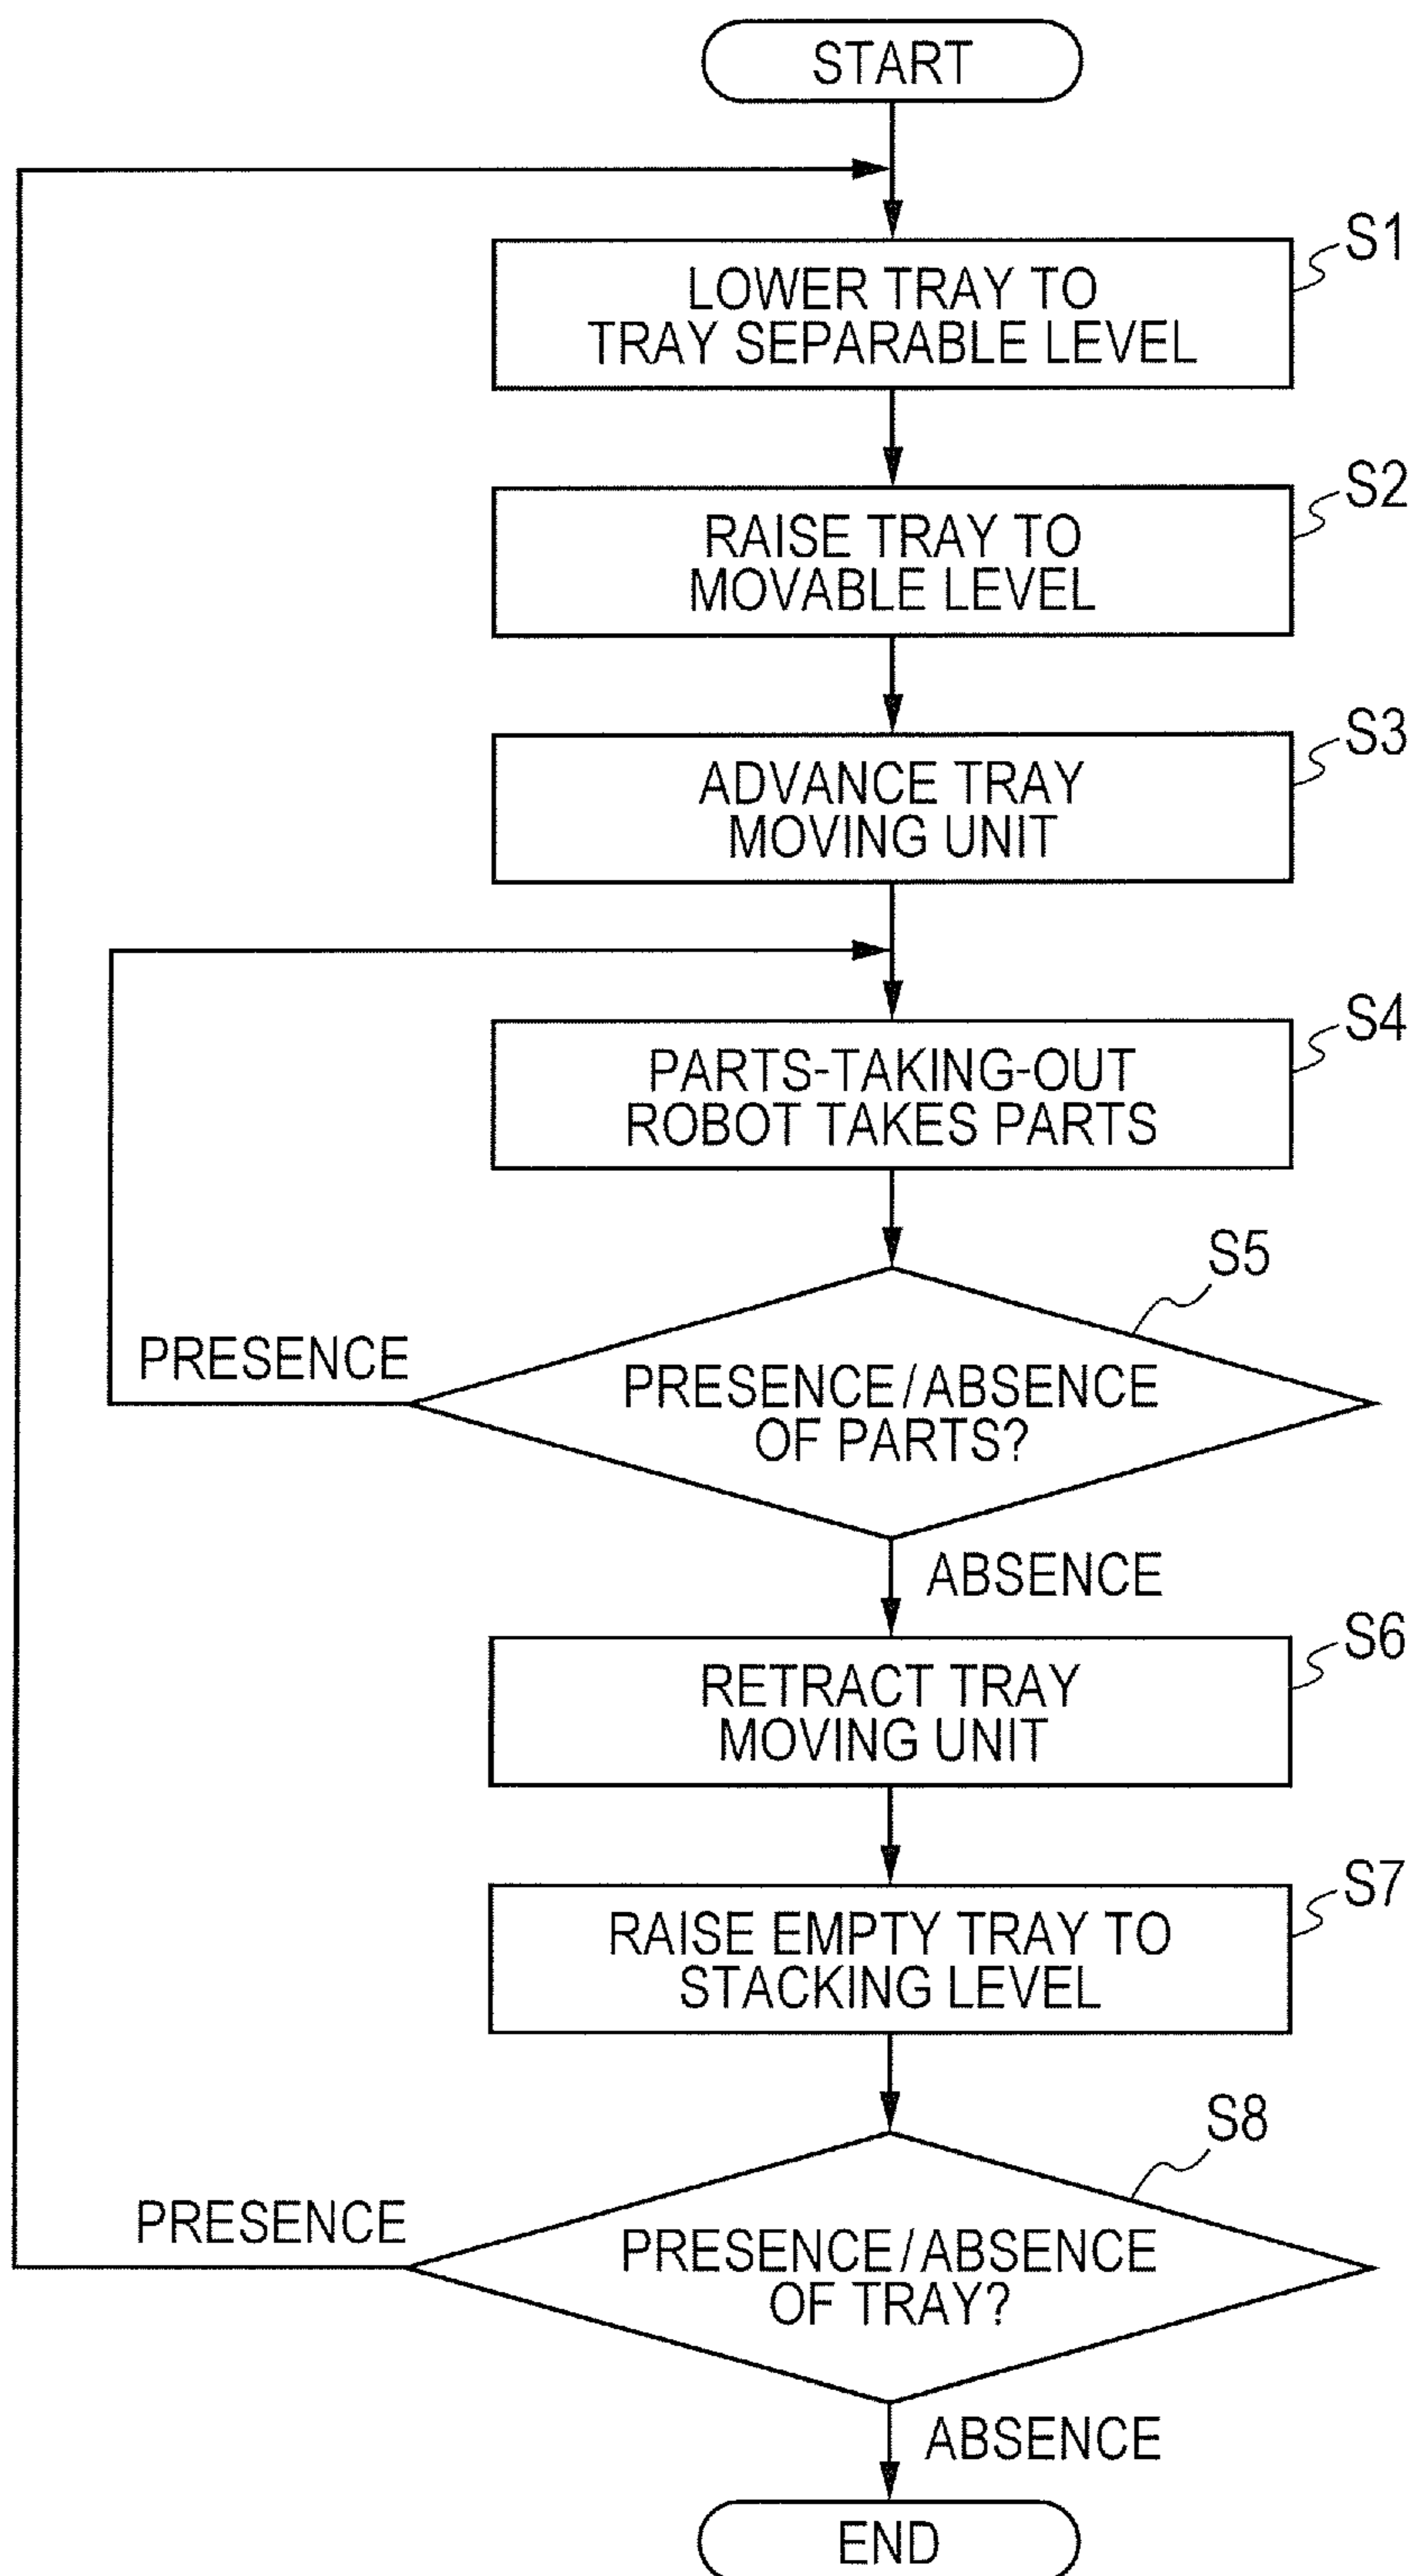 START
S1
LOWER TRAY TO
TRAY SEPARABLE LEVEL
S2
RAISE TRAY TO
MOVABLE LEVEL
S3
ADVANCE TRAY
MOVING UNIT
S4
PARTS-TAKING-OUT
ROBOT TAKES PARTS
S5
PRESENCE
PRESENCE/ABSENCE
OF PARTS?
ABSENCE
S6
RETRACT TRAY
MOVING UNIT
S7
RAISE EMPTY TRAY TO
STACKING LEVEL
S8
PRESENCE
PRESENCE/ABSENCE
OF TRAY?
ABSENCE
END